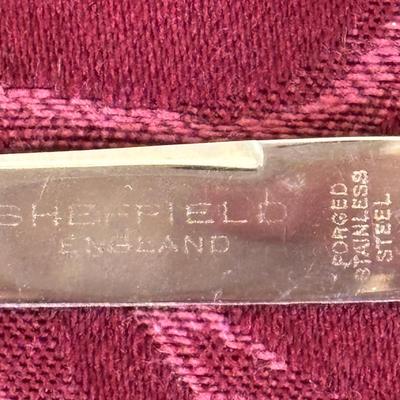 SHEFFIELD
ENGLAND
FORGED
STAINLESS
STEEL